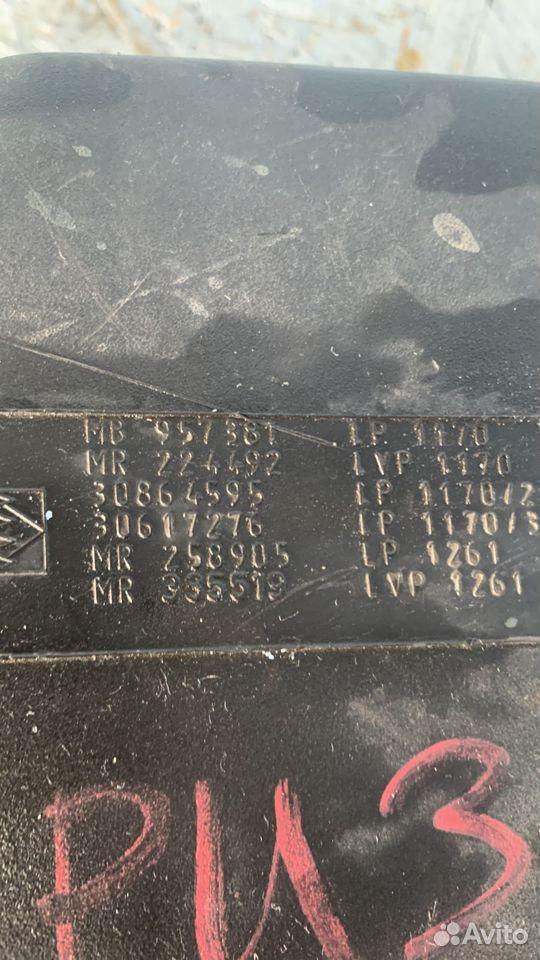 MB 957381 LP 1170
MR 224492 LVP 1170
30864595 LP 1170/2
30617276 LP 1170/3
MR 258905 LP 1261
MR 335519 LVP 1261
РИЗ
Avito